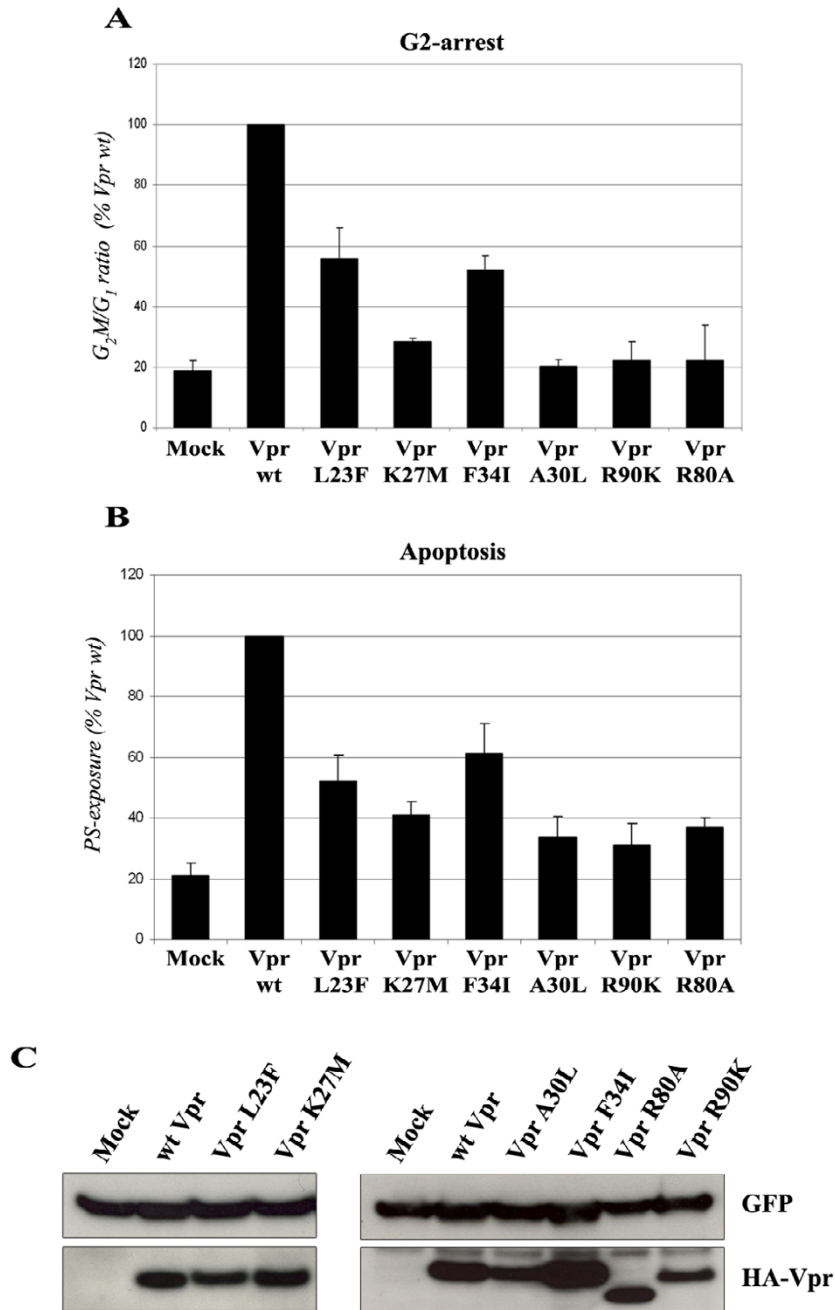 A
G2-arrest
G2M/G1 ratio (% Vpr wt)
120
100
80
60
40
20
0
Mock
Vpr wt
Vpr L23F
Vpr K27M
Vpr F34I
Vpr A30L
Vpr R90K
Vpr R80A
B
Apoptosis
PS-exposure (% Vpr wt)
120
100
80
60
40
20
0
Mock
Vpr wt
Vpr L23F
Vpr K27M
Vpr F34I
Vpr A30L
Vpr R90K
Vpr R80A
C
Mock
wt Vpr
Vpr L23F
Vpr K27M
Mock
wt Vpr
Vpr A30L
Vpr F34I
Vpr R80A
Vpr R90K
GFP
HA-Vpr